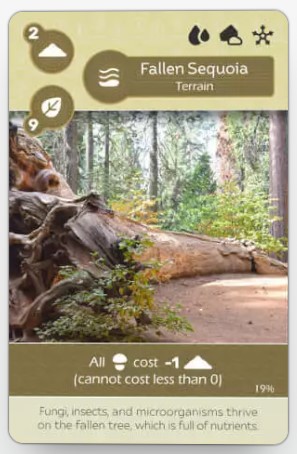 2
Fallen Sequoia
Terrain
9
All cost -1
(cannot cost less than 0)
19%
Fungi, insects, and microorganisms thrive
on the fallen tree, which is full of nutrients.